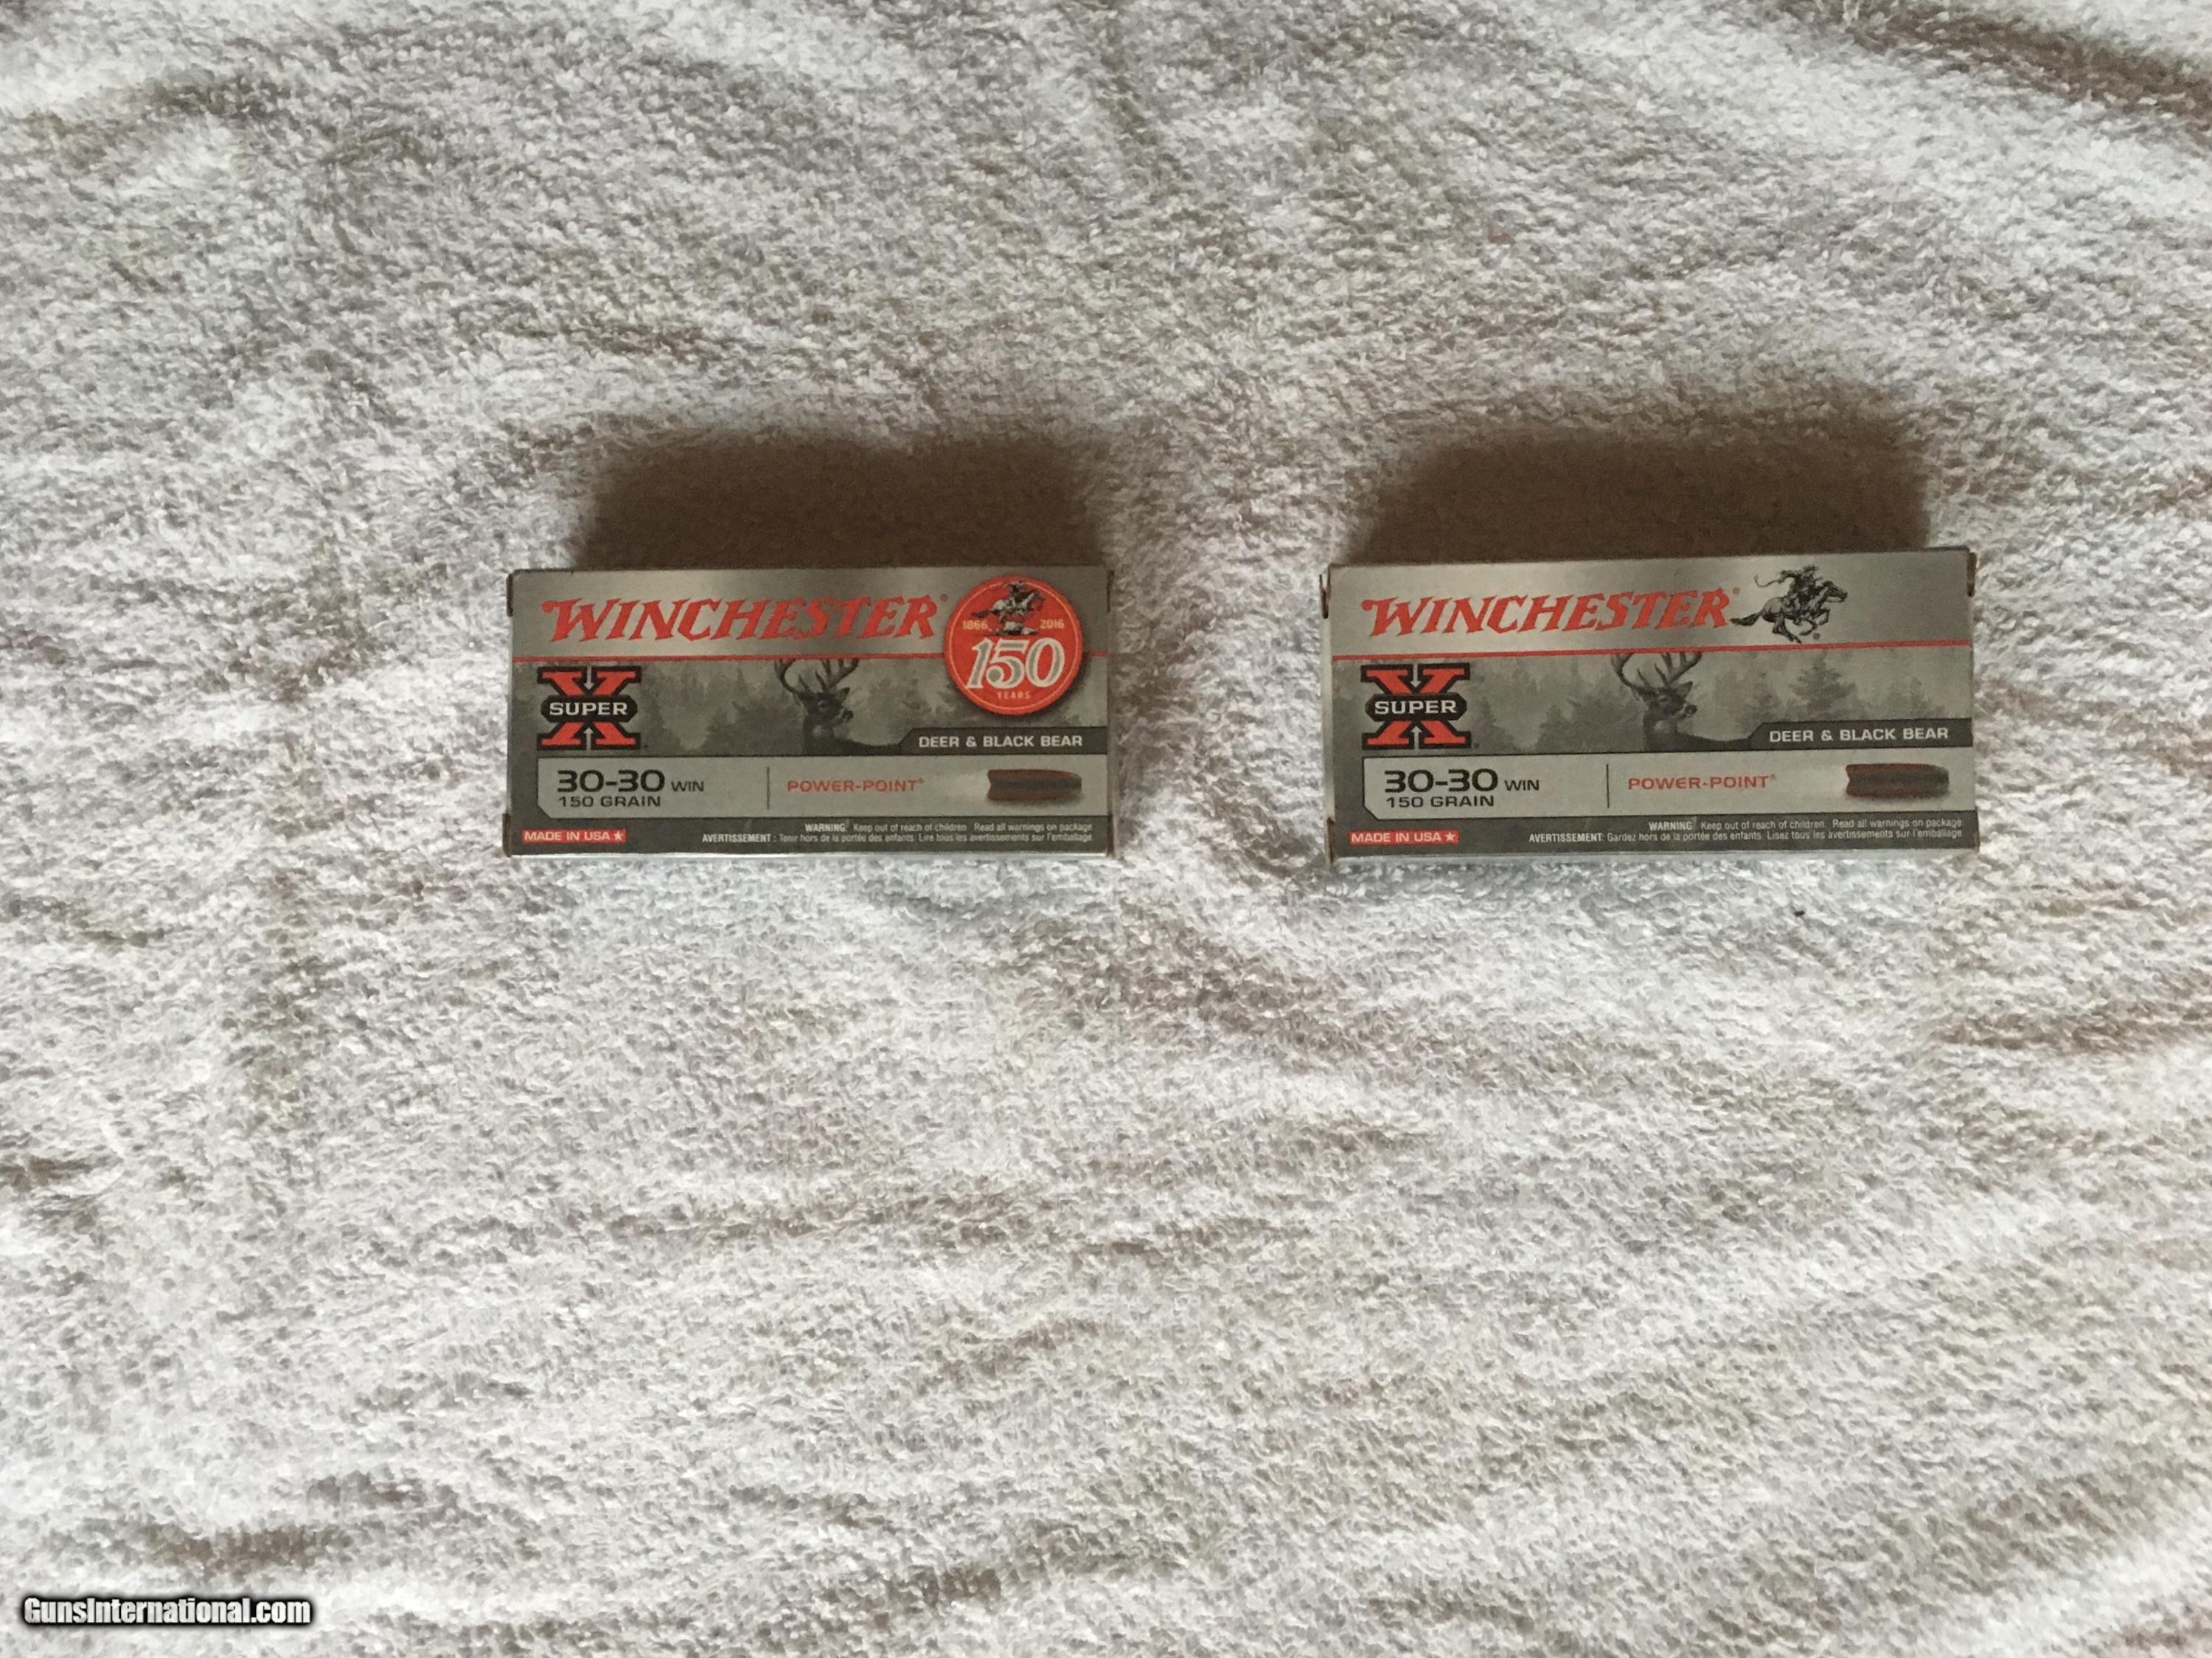 WINCHESTER®
1866 2016
150
YEARS
X
SUPER
DEER & BLACK BEAR
30-30 WIN
150 GRAIN
POWER-POINT®
MADE IN USA
WARNING: Keep out of reach of children. Read all warnings on package.
AVERTISSEMENT : Tenir hors de la portée des enfants. Lire tous les avertissements sur l'emballage.
WINCHESTER®
X
SUPER
DEER & BLACK BEAR
30-30 WIN
150 GRAIN
POWER-POINT®
MADE IN USA
WARNING: Keep out of reach of children. Read all warnings on package.
AVERTISSEMENT: Gardez hors de la portée des enfants. Lisez tous les avertissements sur l'emballage.
GunsInternational.com